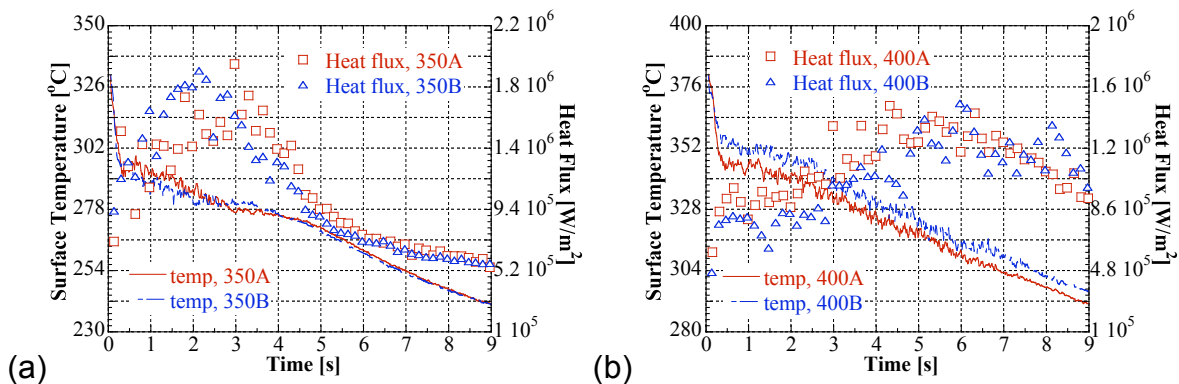 350
326
302
278
254
230
Surface Temperature [°C]
Heat flux, 350A
Heat flux, 350B
temp, 350A
temp, 350B
0 1 2 3 4 5 6 7 8 9
Time [s]
2.2 10⁶
1.8 10⁶
1.4 10⁶
9.4 10⁵
5.2 10⁵
1 10⁵
Heat Flux [W/m²]
(a)
400
376
352
328
304
280
Surface Temperature [°C]
Heat flux, 400A
Heat flux, 400B
temp, 400A
temp, 400B
0 1 2 3 4 5 6 7 8 9
Time [s]
2 10⁶
1.6 10⁶
1.2 10⁶
8.6 10⁵
4.8 10⁵
1 10⁵
Heat Flux [W/m²]
(b)